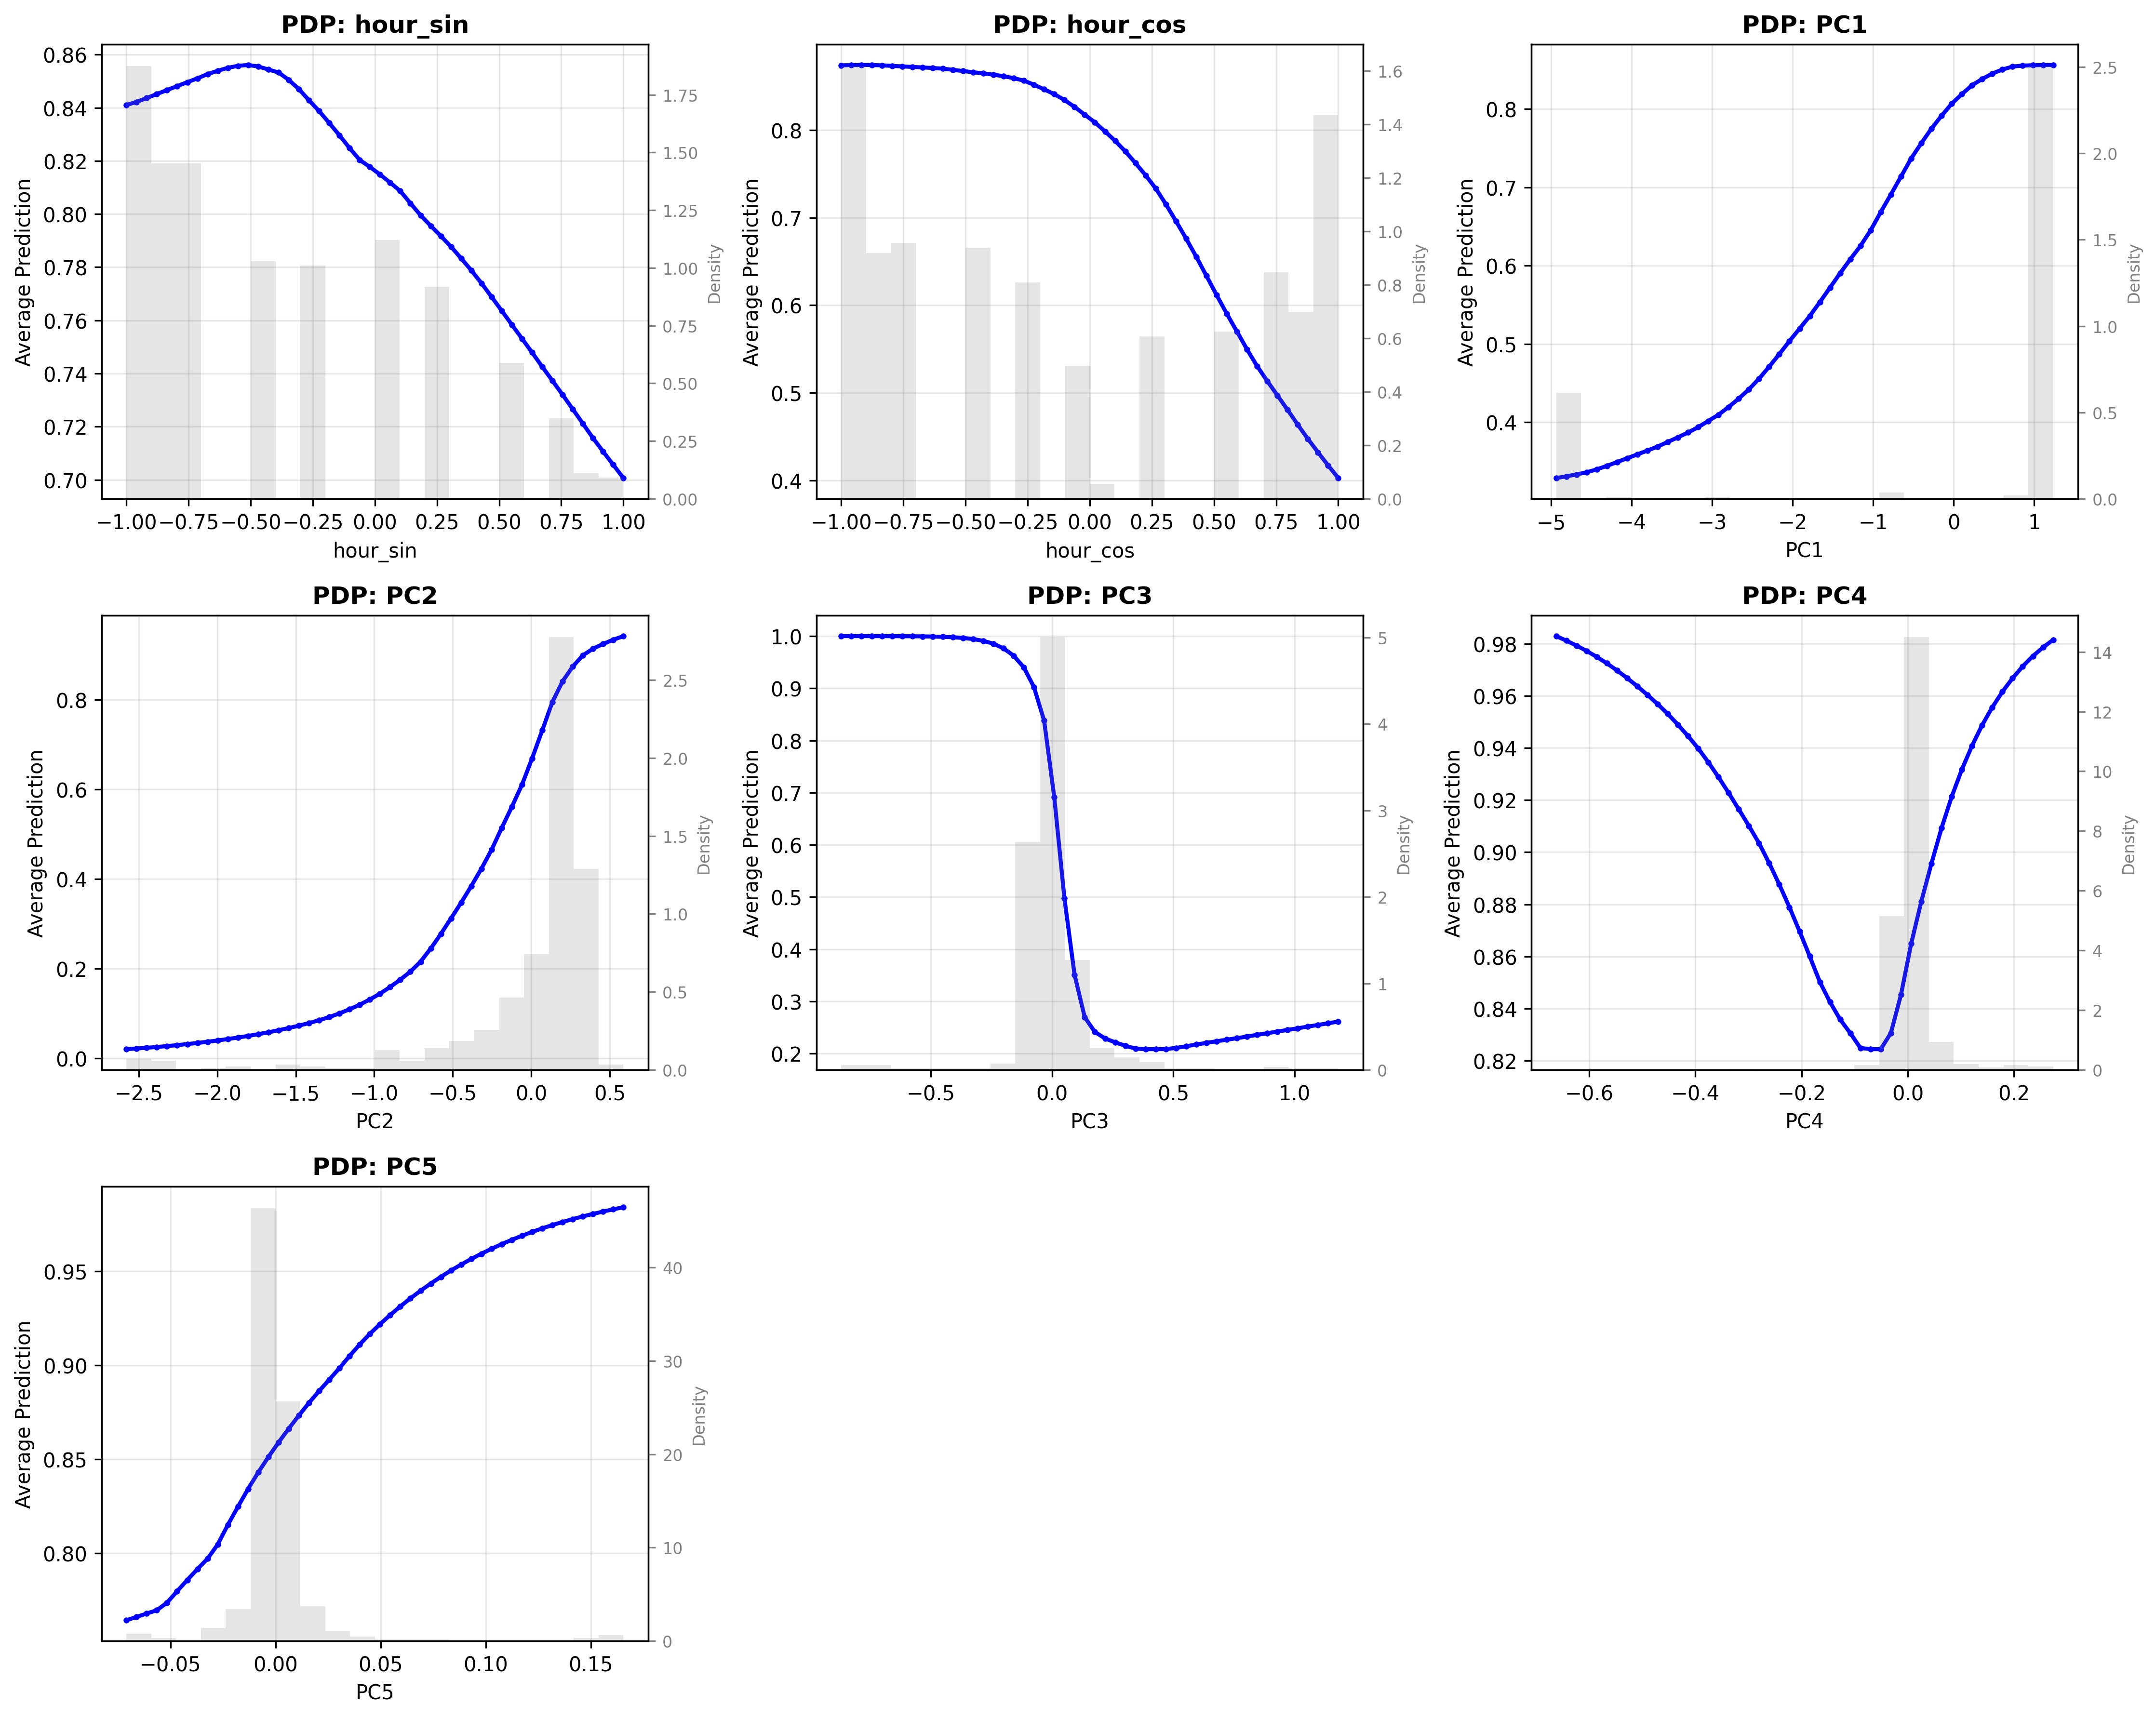 PDP: hour_sin
0.86
0.84
0.82
0.80
0.78
0.76
0.74
0.72
0.70
Average Prediction
1.75
1.50
1.25
1.00
0.75
0.50
0.25
0.00
Density
−1.00 −0.75 −0.50 −0.25 0.00 0.25 0.50 0.75 1.00
hour_sin
PDP: hour_cos
0.8
0.7
0.6
0.5
0.4
Average Prediction
1.6
1.4
1.2
1.0
0.8
0.6
0.4
0.2
0.0
Density
−1.00 −0.75 −0.50 −0.25 0.00 0.25 0.50 0.75 1.00
hour_cos
PDP: PC1
0.8
0.7
0.6
0.5
0.4
Average Prediction
2.5
2.0
1.5
1.0
0.5
0.0
Density
−5 −4 −3 −2 −1 0 1
PC1
PDP: PC2
0.8
0.6
0.4
0.2
0.0
Average Prediction
2.5
2.0
1.5
1.0
0.5
0.0
Density
−2.5 −2.0 −1.5 −1.0 −0.5 0.0 0.5
PC2
PDP: PC3
1.0
0.9
0.8
0.7
0.6
0.5
0.4
0.3
0.2
Average Prediction
5
4
3
2
1
0
Density
−0.5 0.0 0.5 1.0
PC3
PDP: PC4
0.98
0.96
0.94
0.92
0.90
0.88
0.86
0.84
0.82
Average Prediction
14
12
10
8
6
4
2
0
Density
−0.6 −0.4 −0.2 0.0 0.2
PC4
PDP: PC5
0.95
0.90
0.85
0.80
Average Prediction
40
30
20
10
0
Density
−0.05 0.00 0.05 0.10 0.15
PC5